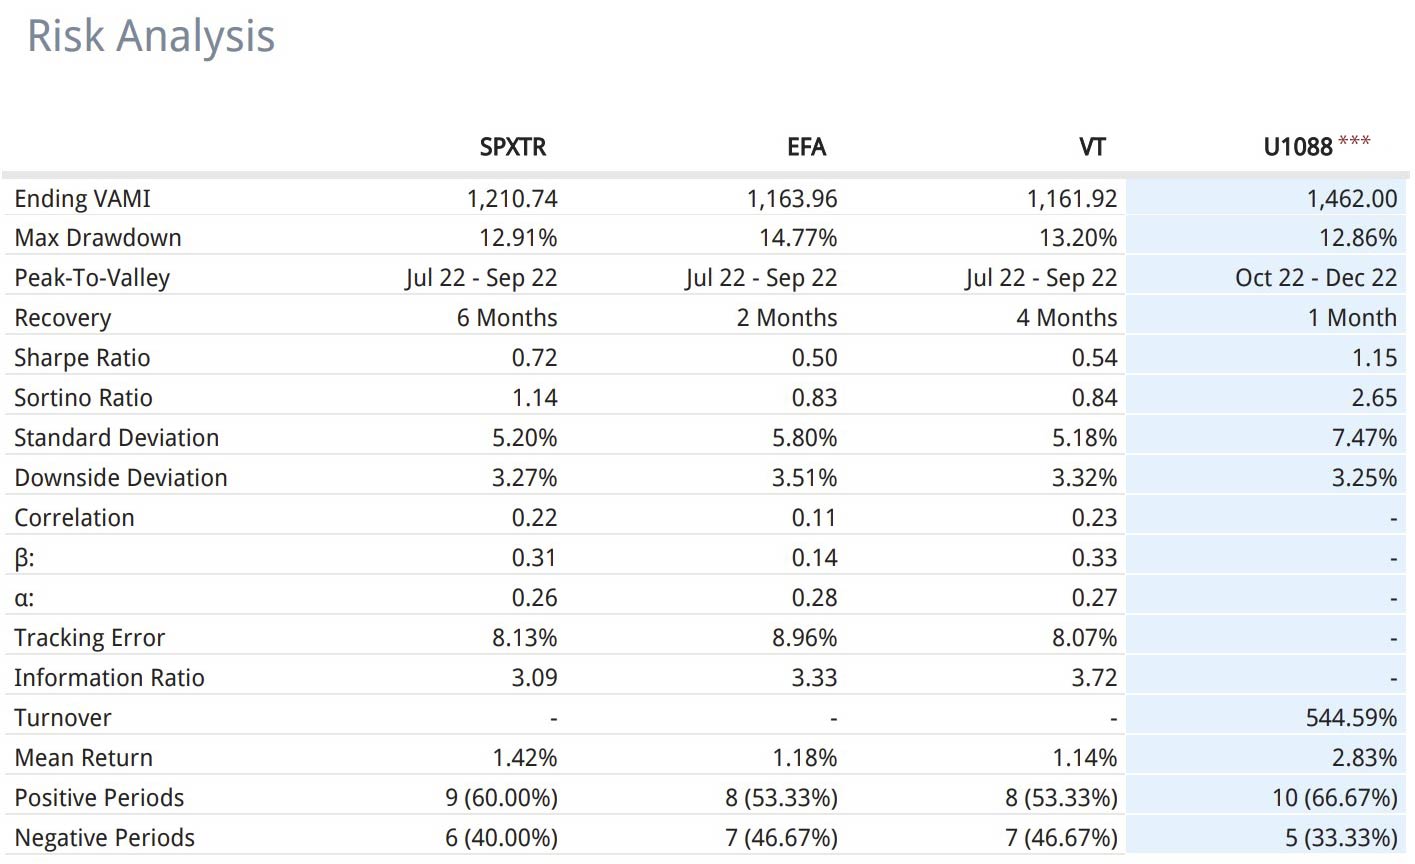 Risk Analysis
SPXTR EFA VT U1088 ***
Ending VAMI 1,210.74 1,163.96 1,161.92 1,462.00
Max Drawdown 12.91% 14.77% 13.20% 12.86%
Peak-To-Valley Jul 22 - Sep 22 Jul 22 - Sep 22 Jul 22 - Sep 22 Oct 22 - Dec 22
Recovery 6 Months 2 Months 4 Months 1 Month
Sharpe Ratio 0.72 0.50 0.54 1.15
Sortino Ratio 1.14 0.83 0.84 2.65
Standard Deviation 5.20% 5.80% 5.18% 7.47%
Downside Deviation 3.27% 3.51% 3.32% 3.25%
Correlation 0.22 0.11 0.23 -
β: 0.31 0.14 0.33 -
α: 0.26 0.28 0.27 -
Tracking Error 8.13% 8.96% 8.07% -
Information Ratio 3.09 3.33 3.72 -
Turnover - - - 544.59%
Mean Return 1.42% 1.18% 1.14% 2.83%
Positive Periods 9 (60.00%) 8 (53.33%) 8 (53.33%) 10 (66.67%)
Negative Periods 6 (40.00%) 7 (46.67%) 7 (46.67%) 5 (33.33%)